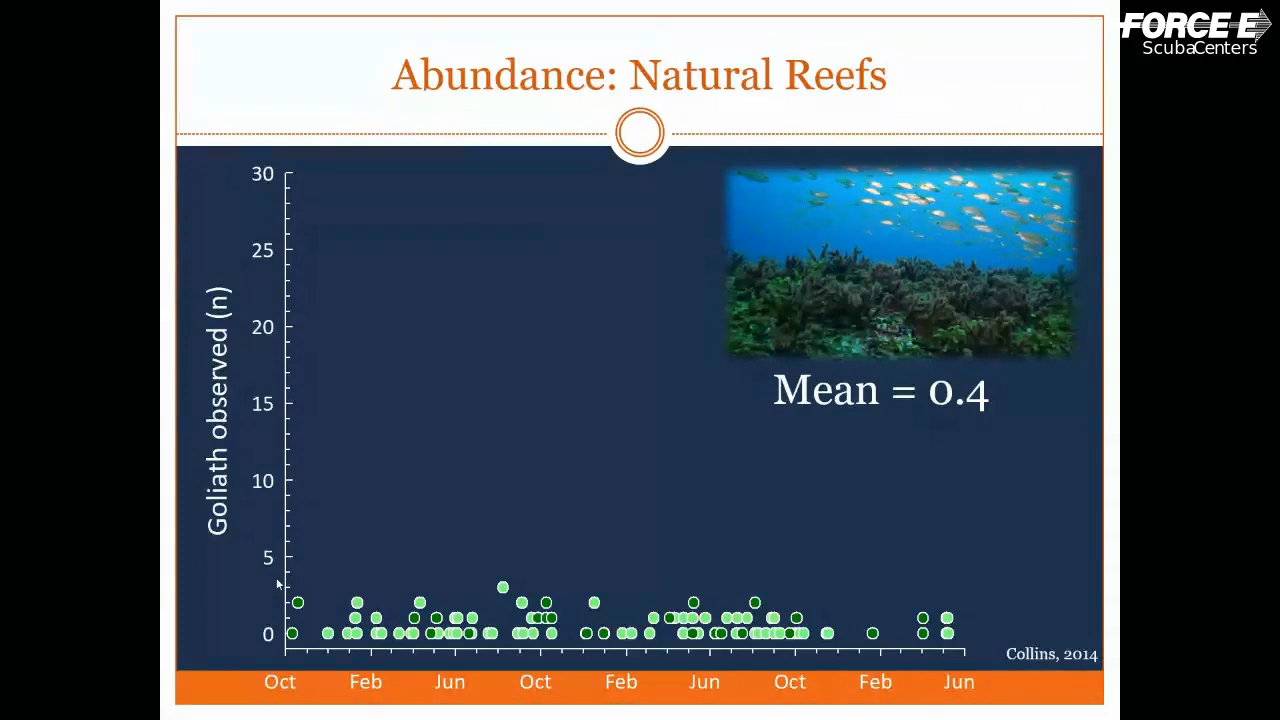 FORCE E
ScubaCenters
Abundance: Natural Reefs
30
25
20
15
10
5
0
Goliath observed (n)
Mean = 0.4
Collins, 2014
Oct Feb Jun Oct Feb Jun Oct Feb Jun